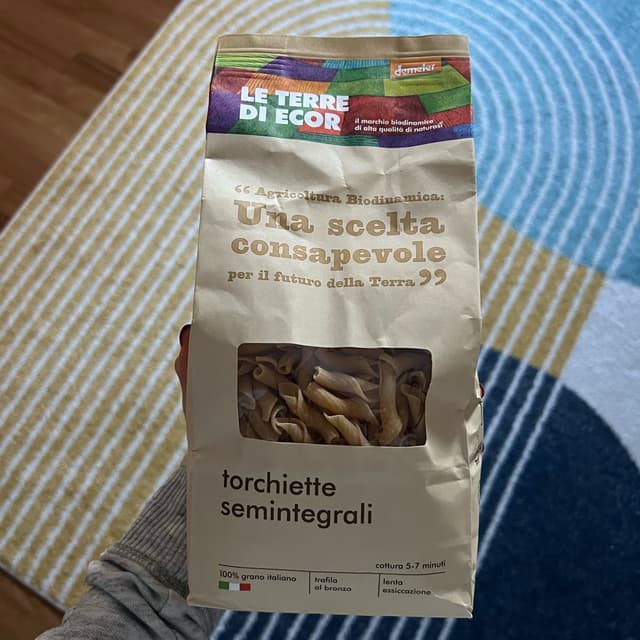 demeter
LE TERRE
DI ECOR
il marchio biodinamico
di alta qualità di naturasì
“ Agricoltura Biodinamica:
Una scelta
consapevole
per il futuro della Terra ”
torchiette
semintegrali
cottura 5-7 minuti
100% grano italiano
trafila
al bronzo
lenta
essiccazione